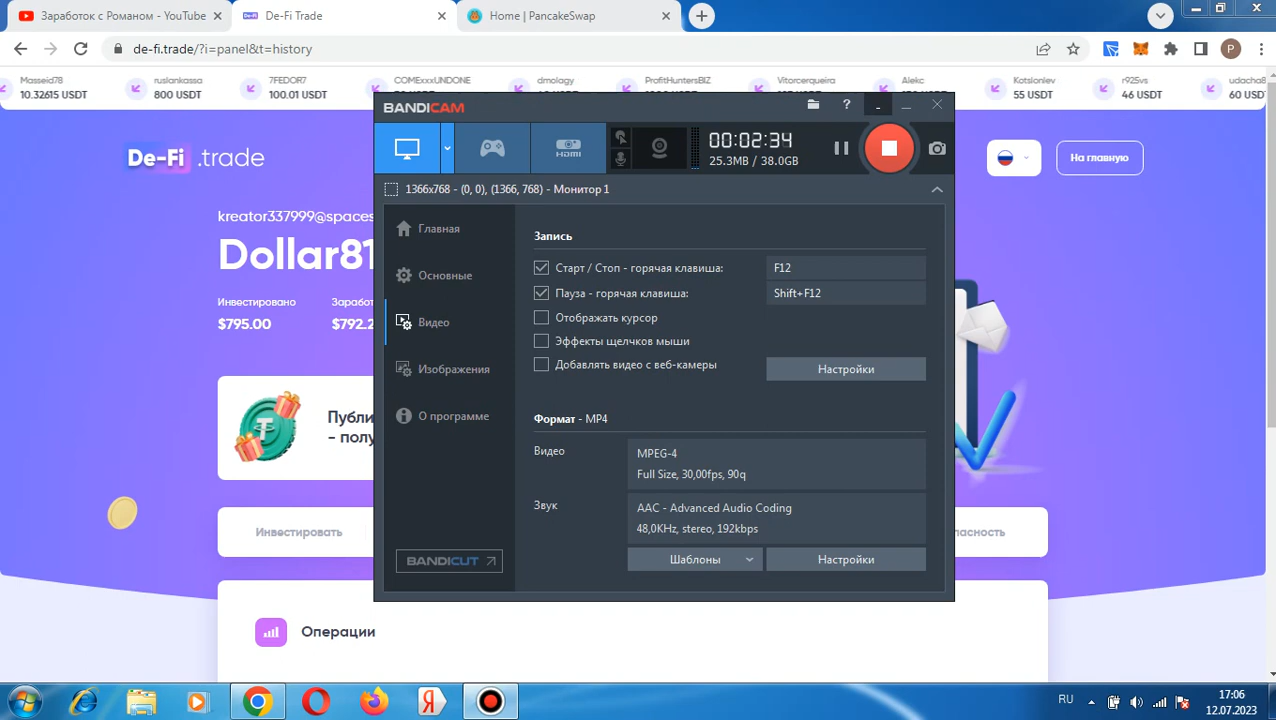 Заработок с Романом - YouTube
De-Fi Trade
Home | PancakeSwap
de-fi.trade/?i=panel&t=history
P
Masseid78
10.32615 USDT
ruslankassa
800 USDT
7FEDOR7
100.01 USDT
COMExxxUNDONE
dmology
ProfitHuntersBIZ
Vitorcerqueira
Alekc
Kotslonlev
55 USDT
r925vs
46 USDT
udacha8
60 USD
De-Fi .trade
На главную
kreator337999@spaces
Dollar81
Инвестировано
Зарабо
$795.00
$792.2
Публи
- полу
Инвестировать
пасность
Операции
BANDICAM
?
HDMI
00:02:34
25.3MB / 38.0GB
1366x768 - (0, 0), (1366, 768) - Монитор 1
Главная
Основные
Видео
Изображения
О программе
BANDICUT
Запись
Старт / Стоп - горячая клавиша:
F12
Пауза - горячая клавиша:
Shift+F12
Отображать курсор
Эффекты щелчков мыши
Добавлять видео с веб-камеры
Настройки
Формат - MP4
Видео
MPEG-4
Full Size, 30,00fps, 90q
Звук
AAC - Advanced Audio Coding
48,0KHz, stereo, 192kbps
Шаблоны
Настройки
RU
17:06
12.07.2023